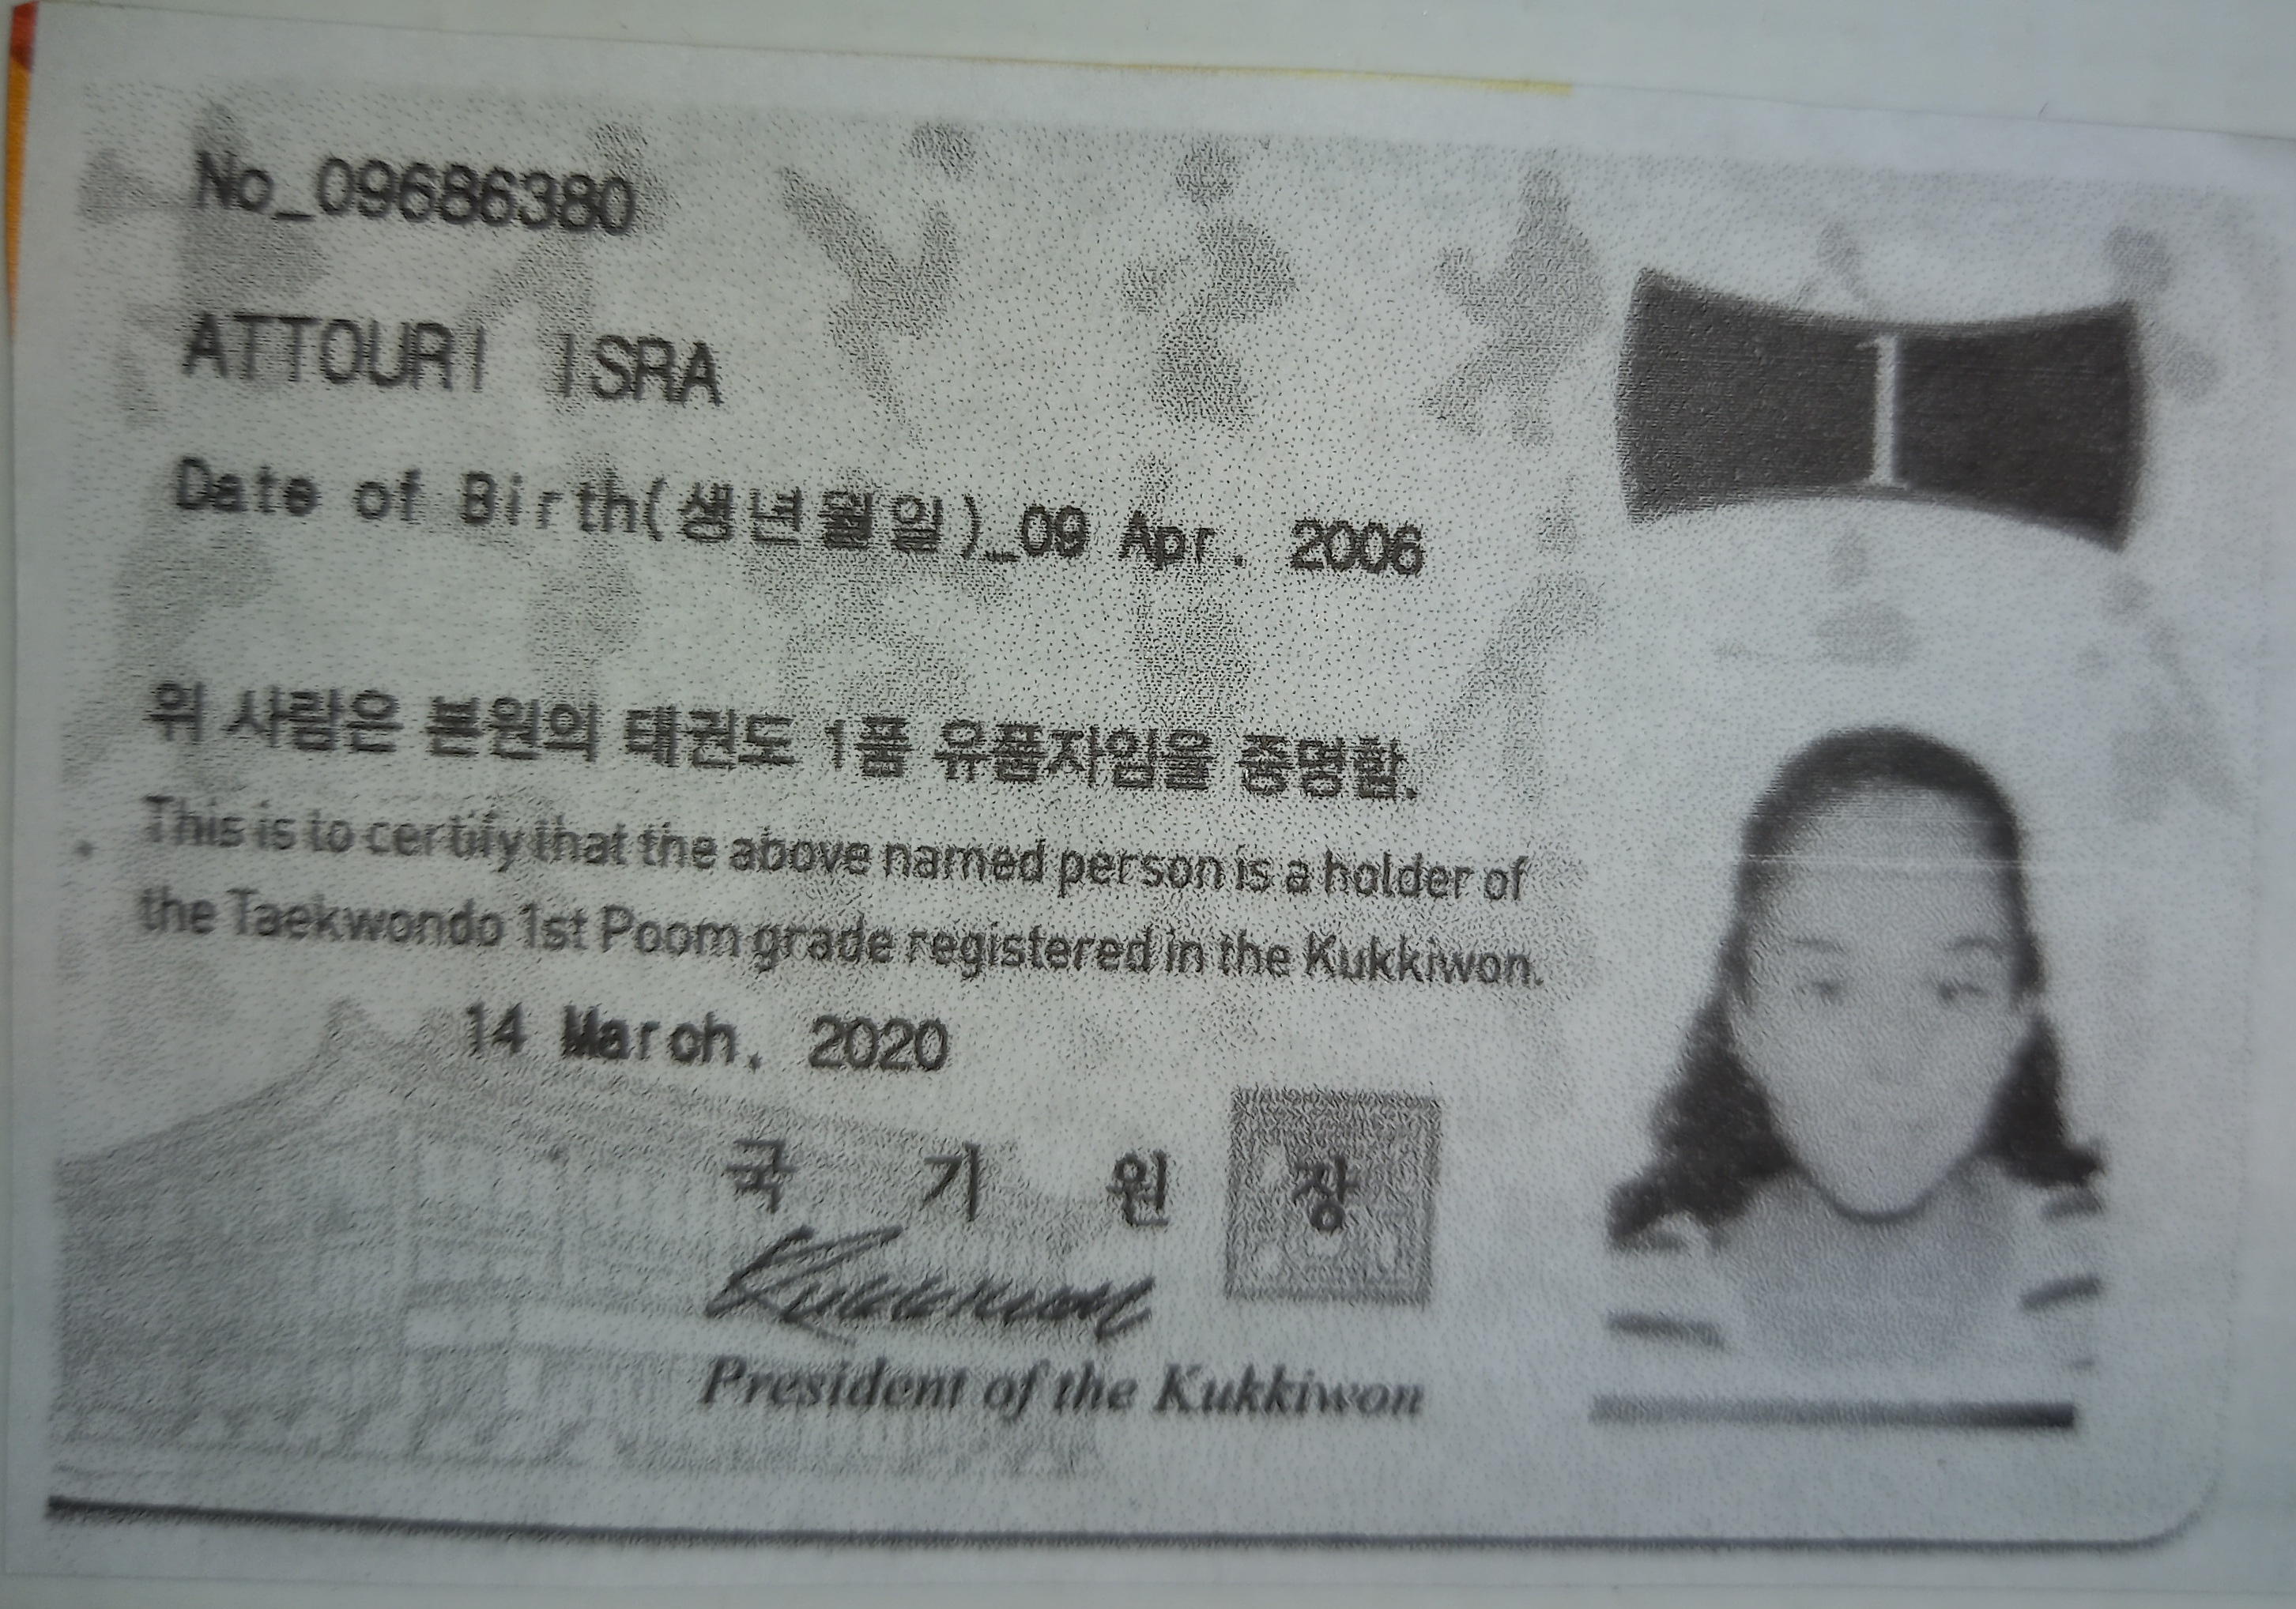 No_09686380
1
ATTOURI ISRA
Date of Birth(생년월일)_09 Apr. 2006
위 사람은 본원의 태권도 1품 유품자임을 증명함.
This is to certify that the above named person is a holder of
the Taekwondo 1st Poom grade registered in the Kukkiwon.
14 March, 2020
국 기 원 장
Kukkiwon
President of the Kukkiwon